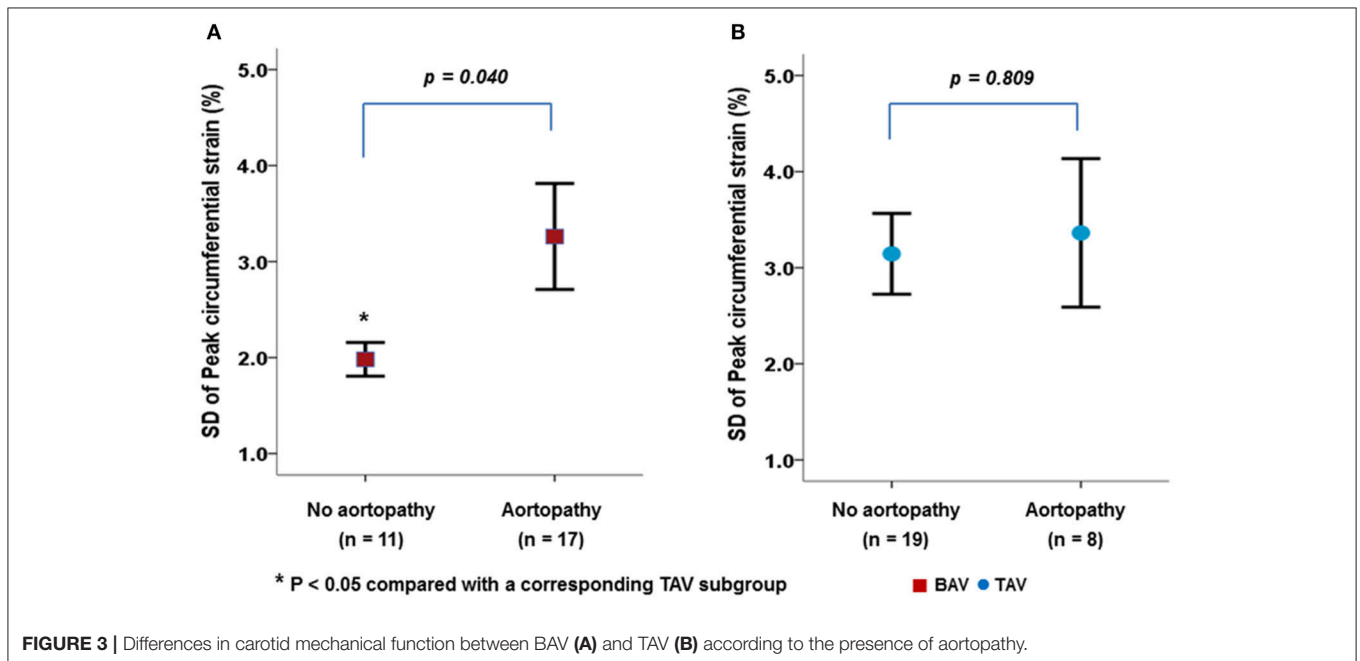 A
SD of Peak circumferential strain (%)
5.0
4.0
3.0
2.0
1.0
p = 0.040
*
No aortopathy
(n = 11)
Aortopathy
(n = 17)
B
SD of Peak circumferential strain (%)
5.0
4.0
3.0
2.0
1.0
p = 0.809
No aortopathy
(n = 19)
Aortopathy
(n = 8)
* P < 0.05 compared with a corresponding TAV subgroup
BAV TAV
FIGURE 3 | Differences in carotid mechanical function between BAV (A) and TAV (B) according to the presence of aortopathy.